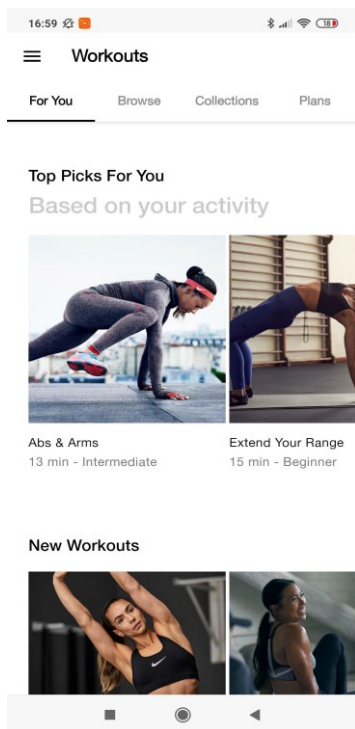 16:59
18
Workouts
For You
Browse
Collections
Plans
Top Picks For You
Based on your activity
Abs & Arms
13 min - Intermediate
Extend Your Range
15 min - Beginner
New Workouts